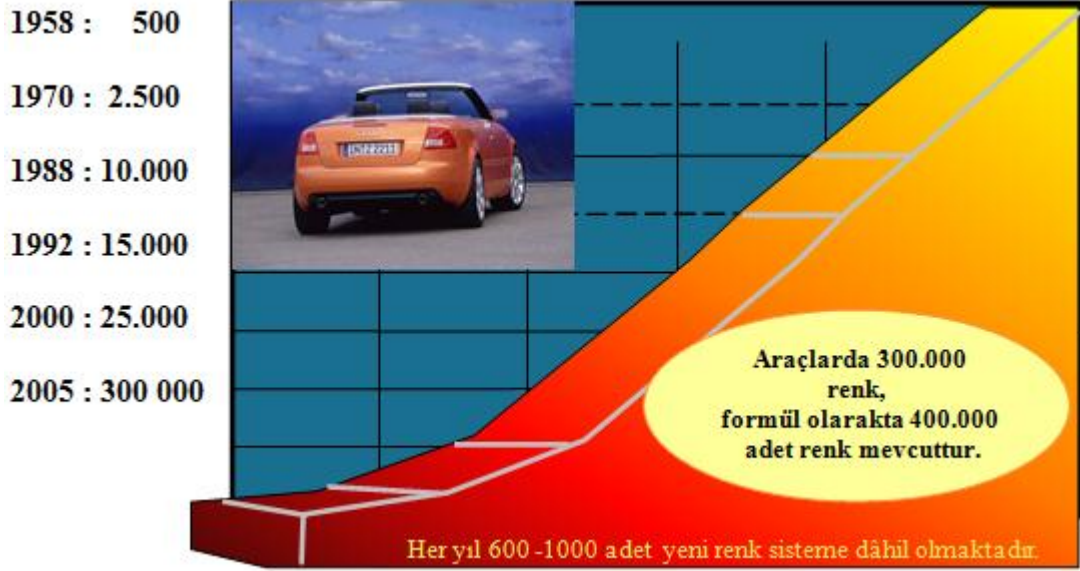 1958 : 500
1970 : 2.500
1988 : 10.000
1992 : 15.000
2000 : 25.000
2005 : 300 000
Araçlarda 300.000
renk,
formül olarakta 400.000
adet renk mevcuttur.
Her yıl 600 -1000 adet yeni renk sisteme dâhil olmaktadır.